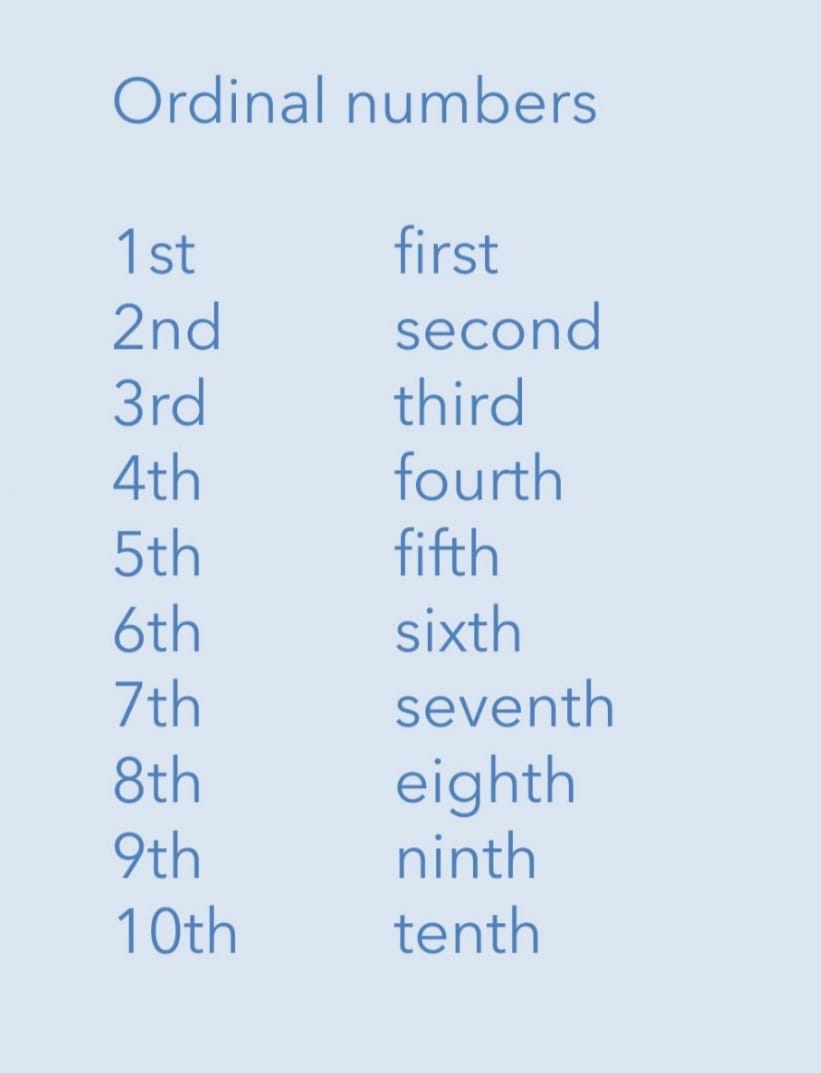 Ordinal numbers
1st first
2nd second
3rd third
4th fourth
5th fifth
6th sixth
7th seventh
8th eighth
9th ninth
10th tenth